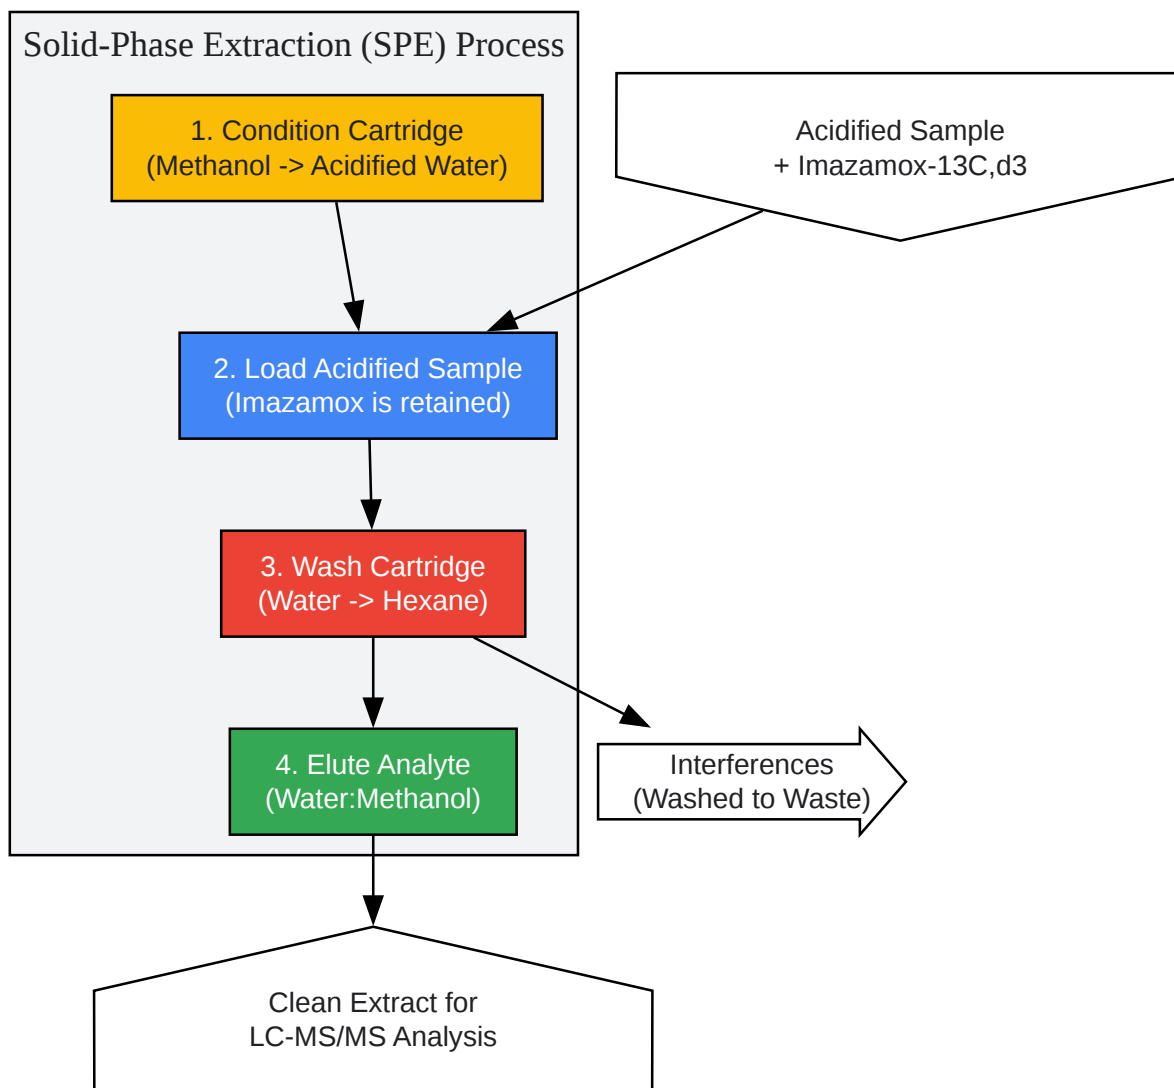 Solid-Phase Extraction (SPE) Process
1. Condition Cartridge
(Methanol -> Acidified Water)
Acidified Sample
+ Imazamox-13C,d3
2. Load Acidified Sample
(Imazamox is retained)
3. Wash Cartridge
(Water -> Hexane)
4. Elute Analyte
(Water:Methanol)
Interferences
(Washed to Waste)
Clean Extract for
LC-MS/MS Analysis